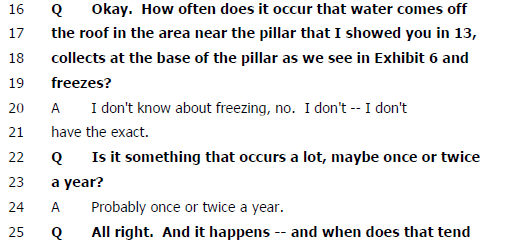 16 Q Okay. How often does it occur that water comes off
17 the roof in the area near the pillar that I showed you in 13,
18 collects at the base of the pillar as we see in Exhibit 6 and
19 freezes?
20 A I don't know about freezing, no. I don't -- I don't
21 have the exact.
22 Q Is it something that occurs a lot, maybe once or twice
23 a year?
24 A Probably once or twice a year.
25 Q All right. And it happens -- and when does that tend